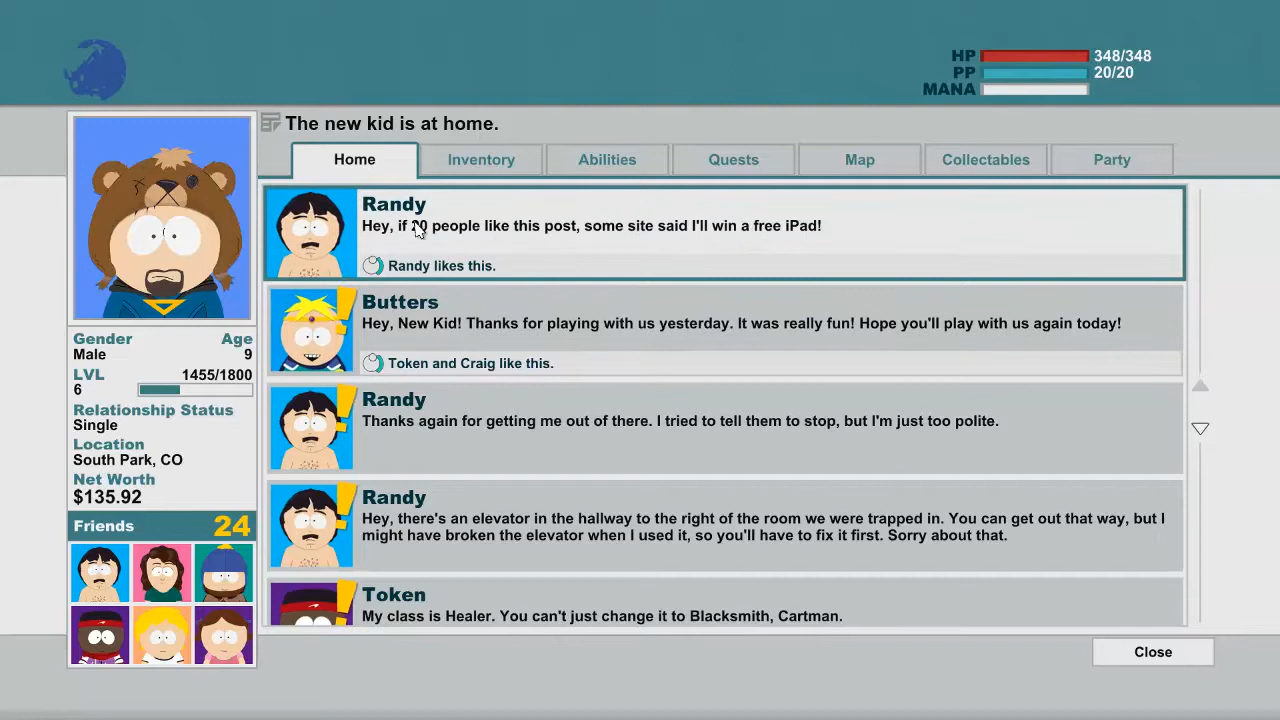 HP 348/348
PP 20/20
MANA
The new kid is at home.
Home Inventory Abilities Quests Map Collectables Party
Gender Age
Male 9
LVL 1455/1800
6
Relationship Status
Single
Location
South Park, CO
Net Worth
$135.92
Friends 24
Randy
Hey, if 20 people like this post, some site said I'll win a free iPad!
Randy likes this.
Butters
Hey, New Kid! Thanks for playing with us yesterday. It was really fun! Hope you'll play with us again today!
Token and Craig like this.
Randy
Thanks again for getting me out of there. I tried to tell them to stop, but I'm just too polite.
Randy
Hey, there's an elevator in the hallway to the right of the room we were trapped in. You can get out that way, but I
might have broken the elevator when I used it, so you'll have to fix it first. Sorry about that.
Token
My class is Healer. You can't just change it to Blacksmith, Cartman.
Close